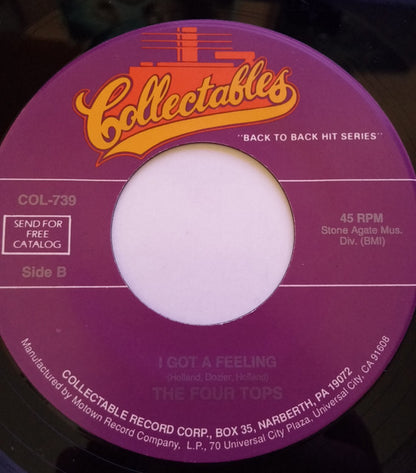 Collectables
"BACK TO BACK HIT SERIES"
COL-739
SEND FOR
FREE
CATALOG
Side B
45 RPM
Stone Agate Mus.
Div. (BMI)
I GOT A FEELING
(Holland, Dozier, Holland)
THE FOUR TOPS
COLLECTABLE RECORD CORP., BOX 35, NARBERTH, PA 19072
Manufactured by Motown Record Company, L.P., 70 Universal City Plaza, Universal City, CA 91608